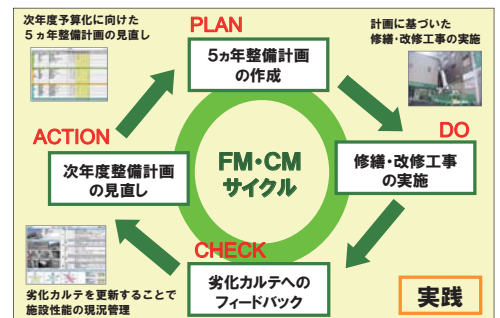 次年度予算化に向けた
5ヵ年整備計画の見直し
PLAN
5ヵ年整備計画
の作成
計画に基づいた
修繕・改修工事の実施
DO
修繕・改修工事
の実施
ACTION
次年度整備計画
の見直し
FM・CM
サイクル
CHECK
劣化カルテへの
フィードバック
劣化カルテを更新することで
施設性能の現況管理
実践